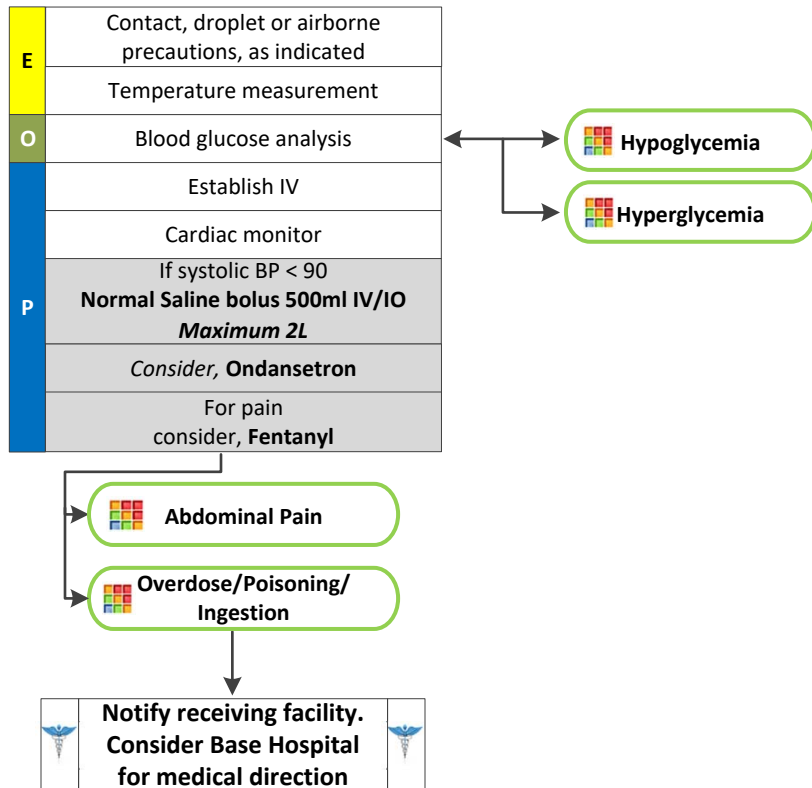 E
Contact, droplet or airborne
precautions, as indicated
Temperature measurement
O
Blood glucose analysis
Hypoglycemia
Hyperglycemia
P
Establish IV
Cardiac monitor
If systolic BP < 90
Normal Saline bolus 500ml IV/IO
Maximum 2L
Consider, Ondansetron
For pain
consider, Fentanyl
Abdominal Pain
Overdose/Poisoning/
Ingestion
Notify receiving facility.
Consider Base Hospital
for medical direction